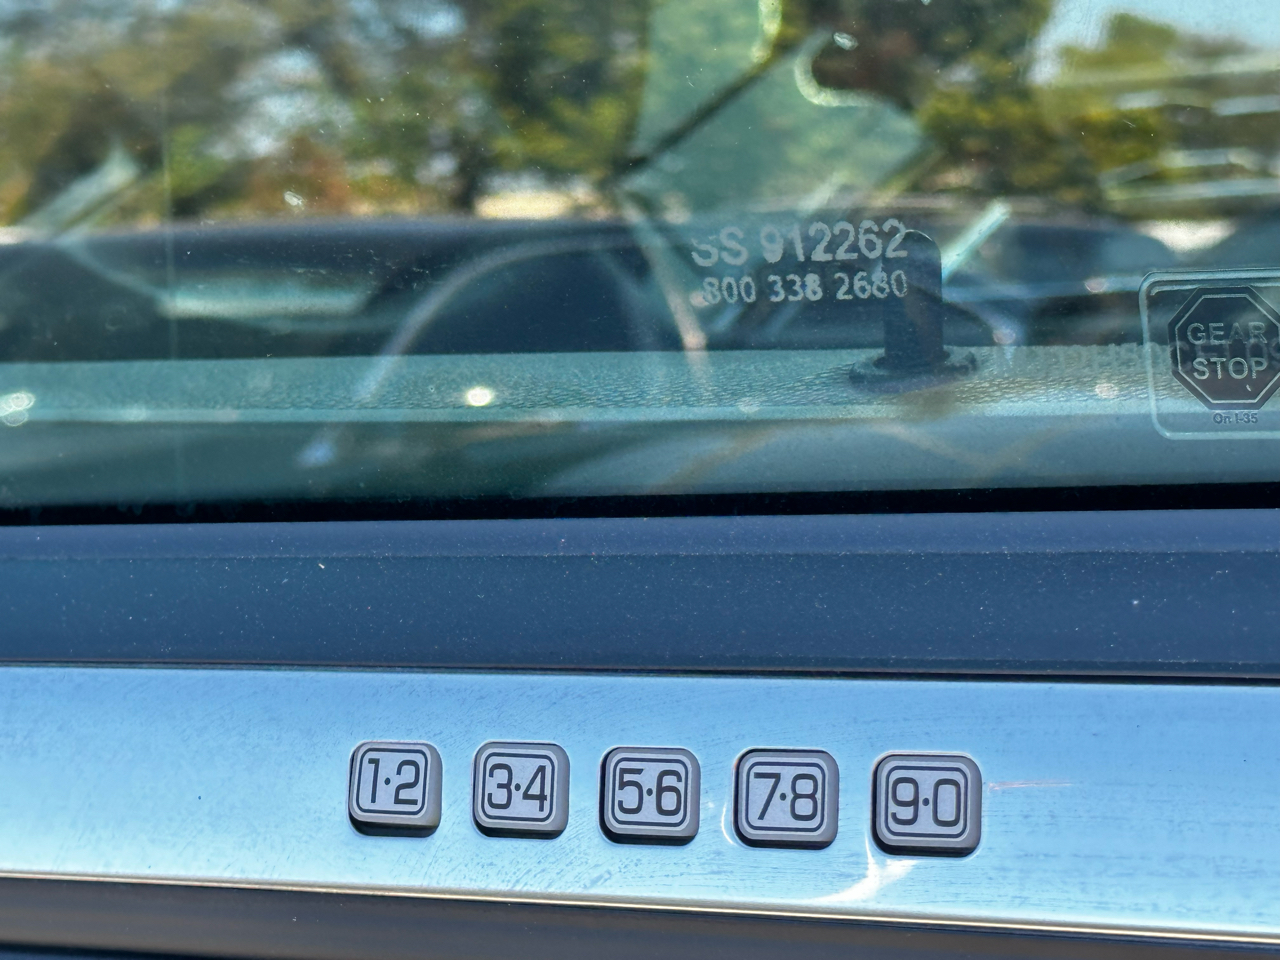 SS 912262
800 338 2680
GEAR
STOP
On I-35
1·2 3·4 5·6 7·8 9·0